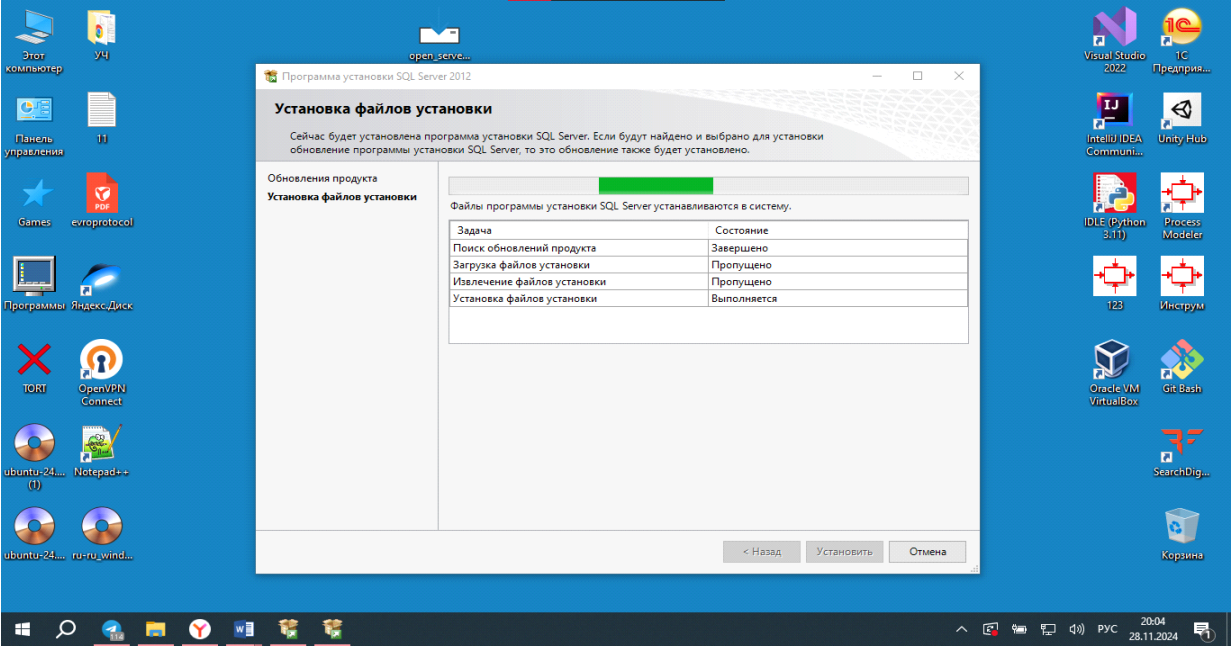 Этот
компьютер
УЧ
open_serve...
Visual Studio
2022
1С
Предприя...
Программа установки SQL Server 2012
Установка файлов установки
Сейчас будет установлена программа установки SQL Server. Если будут найдено и выбрано для установки
обновление программы установки SQL Server, то это обновление также будет установлено.
Обновления продукта
Установка файлов установки
Файлы программы установки SQL Server устанавливаются в систему.
Задача Состояние
Поиск обновлений продукта Завершено
Загрузка файлов установки Пропущено
Извлечение файлов установки Пропущено
Установка файлов установки Выполняется
< Назад Установить Отмена
Панель
управления
11
IJ
IntelliJ IDEA
Communi...
Unity Hub
Games
PDF
evroprotocol
IDLE (Python
3.11)
Process
Modeler
Программы
Яндекс.Диск
123
Инструм
TORT
OpenVPN
Connect
Oracle VM
VirtualBox
Git Bash
ubuntu-24....
(1)
Notepad++
SearchDig...
ubuntu-24....
ru-ru_wind...
Корзина
114
W
РУС
20:04
28.11.2024
1